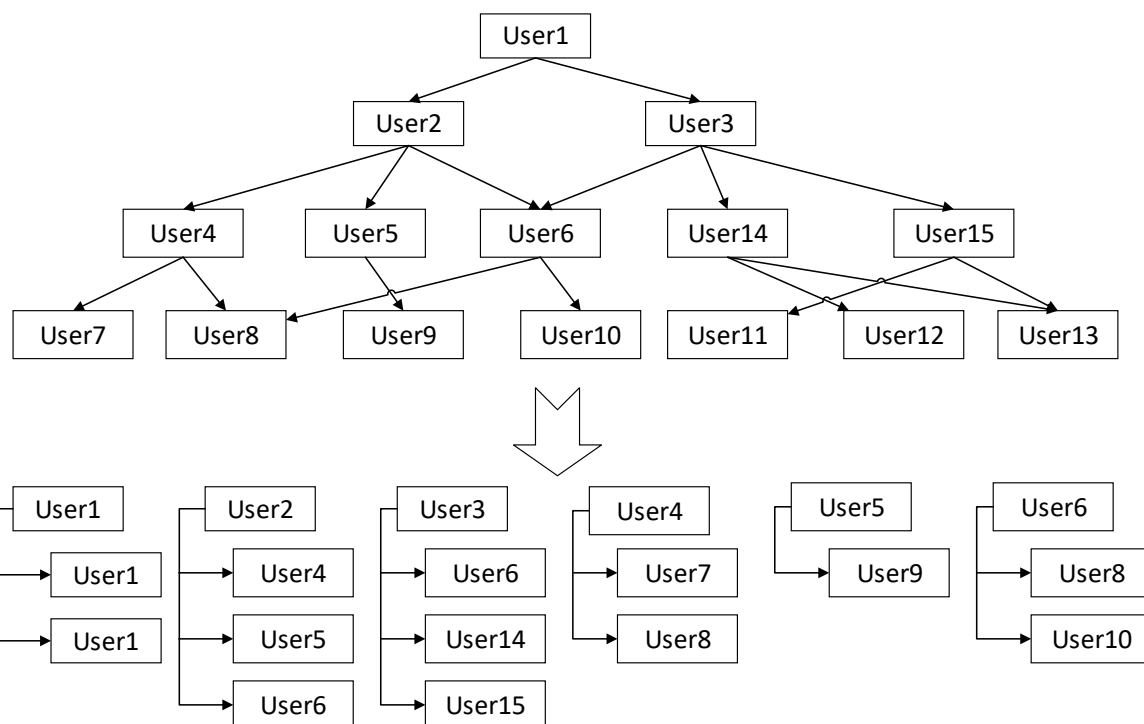 User1
User2 User3
User4 User5 User6 User14 User15
User7 User8 User9 User10 User11 User12 User13
User1 User2 User3 User4 User5 User6
User1 User4 User6 User7 User9 User8
User1 User5 User14 User8 User10
User6 User15